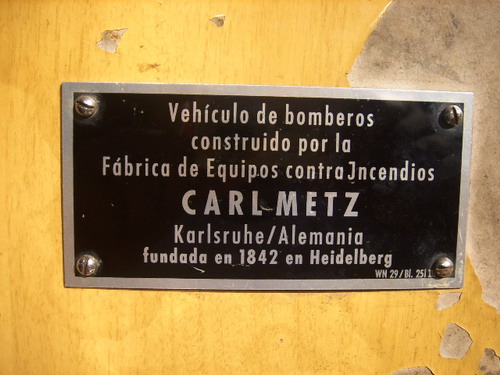 Vehículo de bomberos
construido por la
Fábrica de Equipos contra Jncendios
CARL METZ
Karlsruhe/Alemania
fundada en 1842 en Heidelberg
WN 29/Bl.